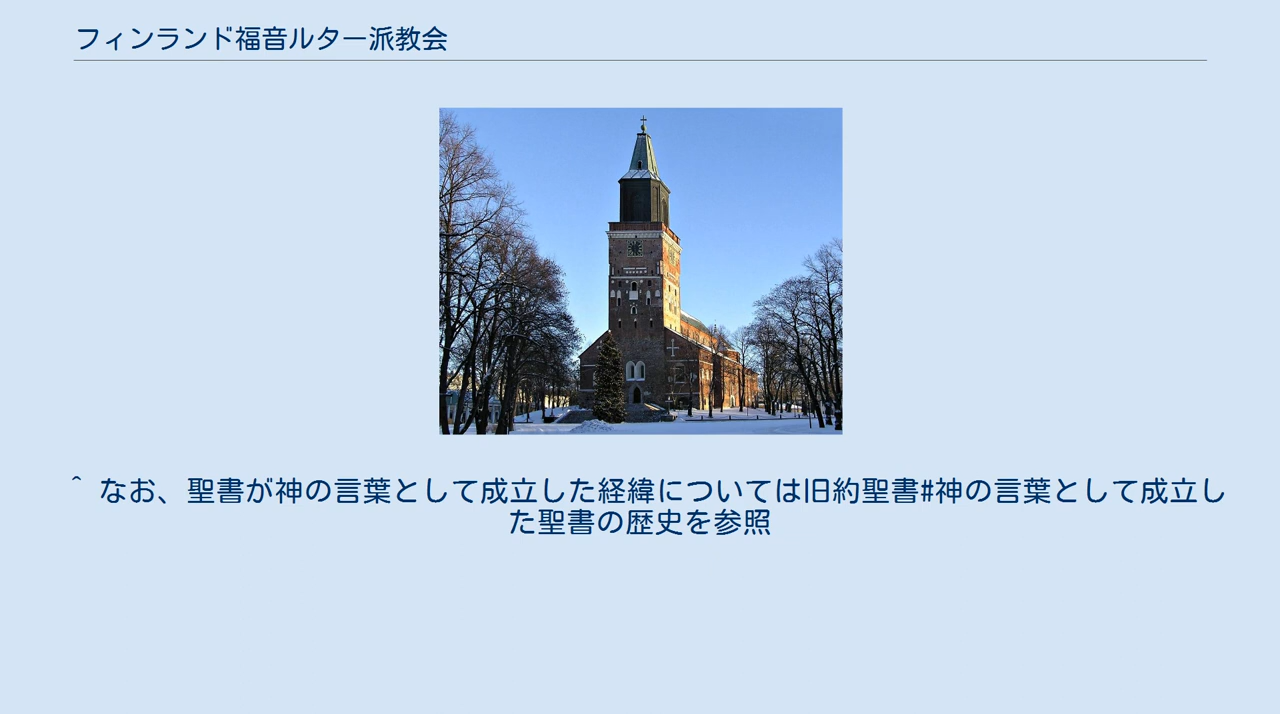 フィンランド福音ルター派教会
^ なお、聖書が神の言葉として成立した経緯については旧約聖書#神の言葉として成立し
た聖書の歴史を参照